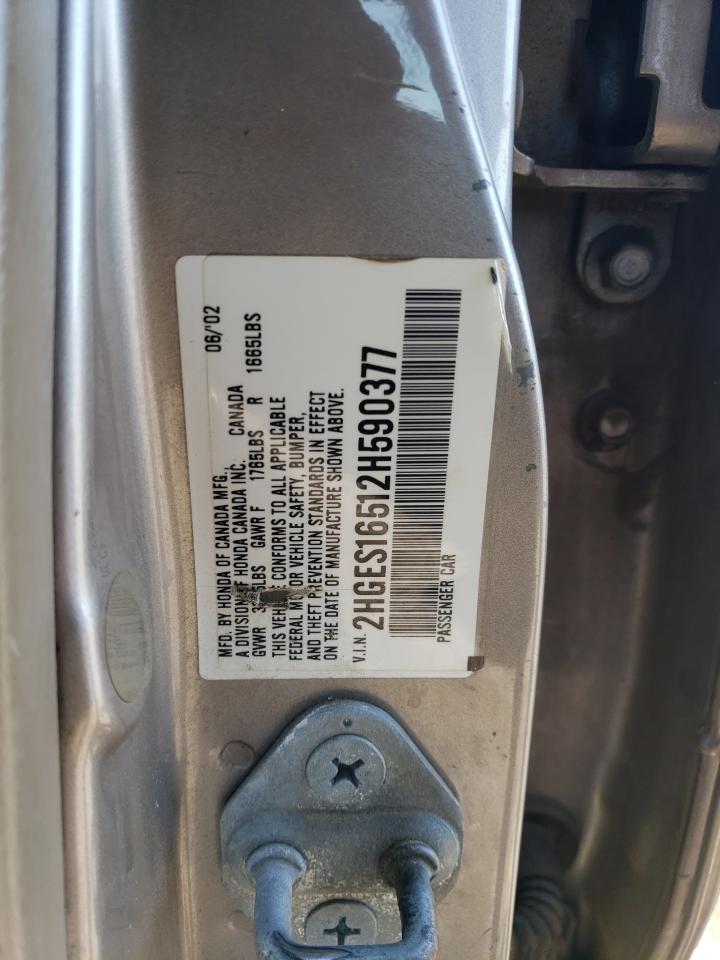 MFD. BY HONDA OF CANADA MFG., 06/'02
A DIVISION OF HONDA CANADA INC. CANADA
GVWR LBS GAWR F 1765LBS R 1665LBS
THIS VEHICLE CONFORMS TO ALL APPLICABLE
FEDERAL MOTOR VEHICLE SAFETY, BUMPER,
AND THEFT PREVENTION STANDARDS IN EFFECT
ON THE DATE OF MANUFACTURE SHOWN ABOVE.
V.I.N. 2HGES16512H590377
PASSENGER CAR